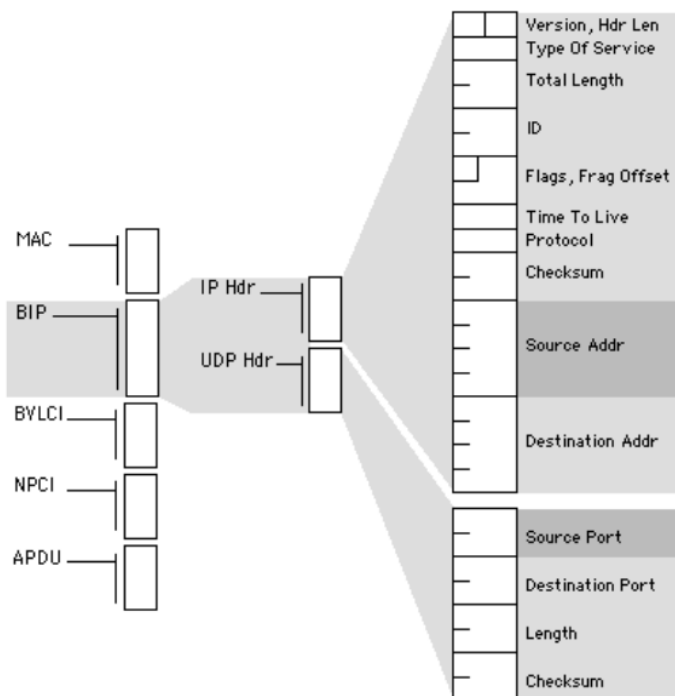 MAC
BIP
BVLCI
NPCI
APDU
IP Hdr
UDP Hdr
Version, Hdr Len
Type Of Service
Total Length
ID
Flags, Frag Offset
Time To Live
Protocol
Checksum
Source Addr
Destination Addr
Source Port
Destination Port
Length
Checksum